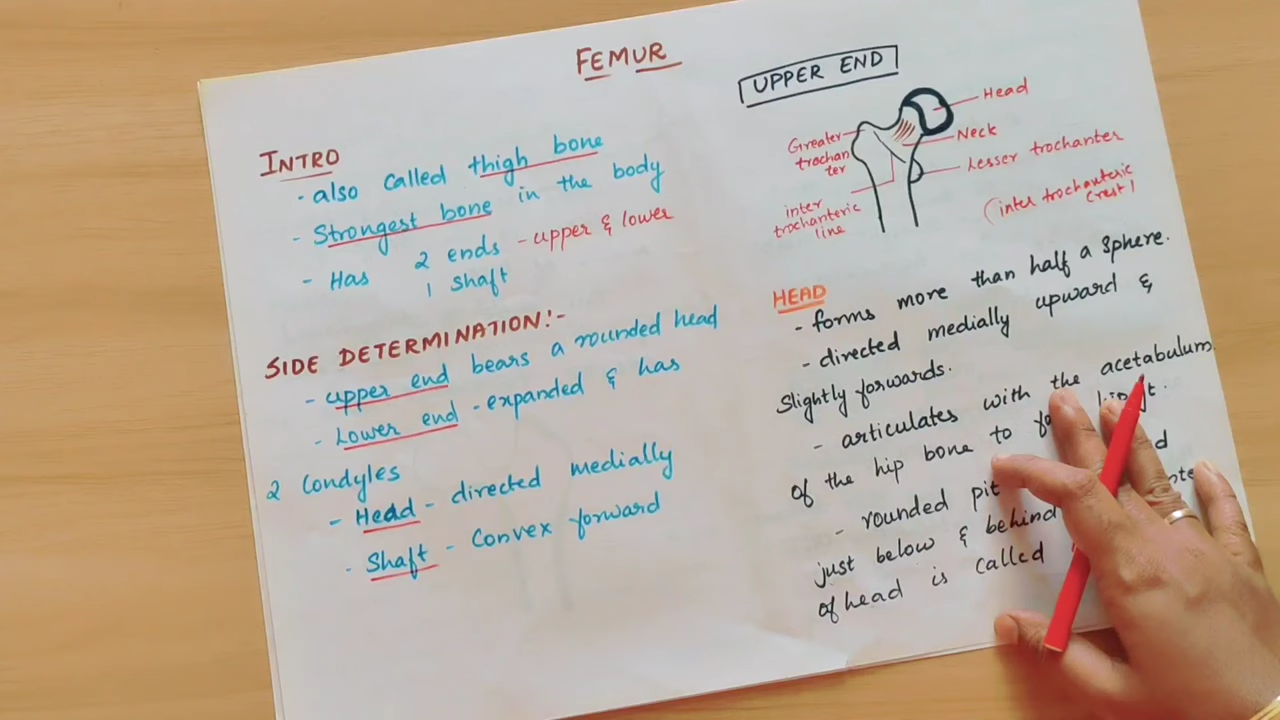 FEMUR
INTRO
- also called thigh bone
- Strongest bone in the body
- Has 2 ends - upper & lower
1 shaft
SIDE DETERMINATION:-
- upper end bears a rounded head
- Lower end - expanded & has
2 condyles
- Head - directed medially
- Shaft - Convex forward
UPPER END
Head
Greater
trochan
ter
Neck
Lesser trochanter
inter
trochanteric
line
(inter trochanteric
crest)
HEAD
- forms more than half a sphere.
- directed medially upward &
slightly forwards.
- articulates with the acetabulum.
of the hip bone to
- rounded pit
just below & behind
of head is called